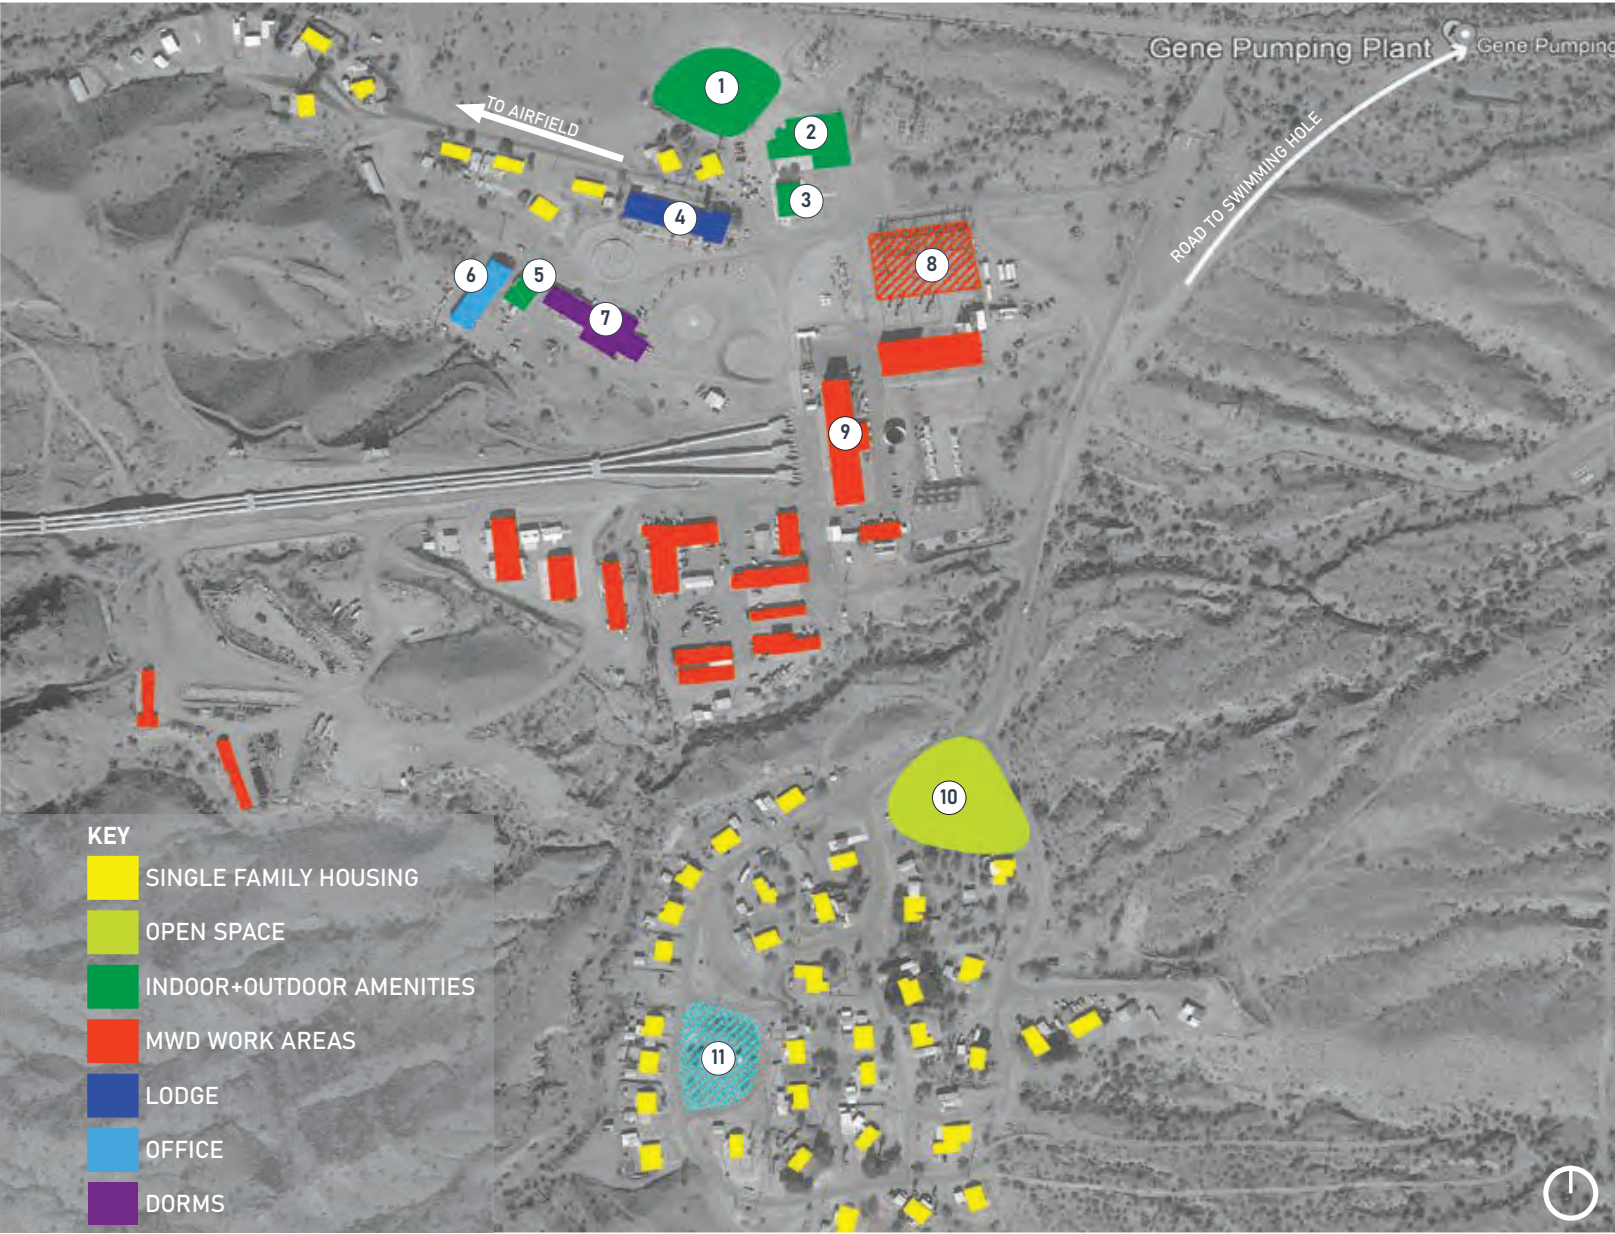 Gene Pumping Plant
Gene Pumping
TO AIRFIELD
ROAD TO SWIMMING HOLE
1
2
3
4
5
6
7
8
9
10
11
KEY
SINGLE FAMILY HOUSING
OPEN SPACE
INDOOR+OUTDOOR AMENITIES
MWD WORK AREAS
LODGE
OFFICE
DORMS